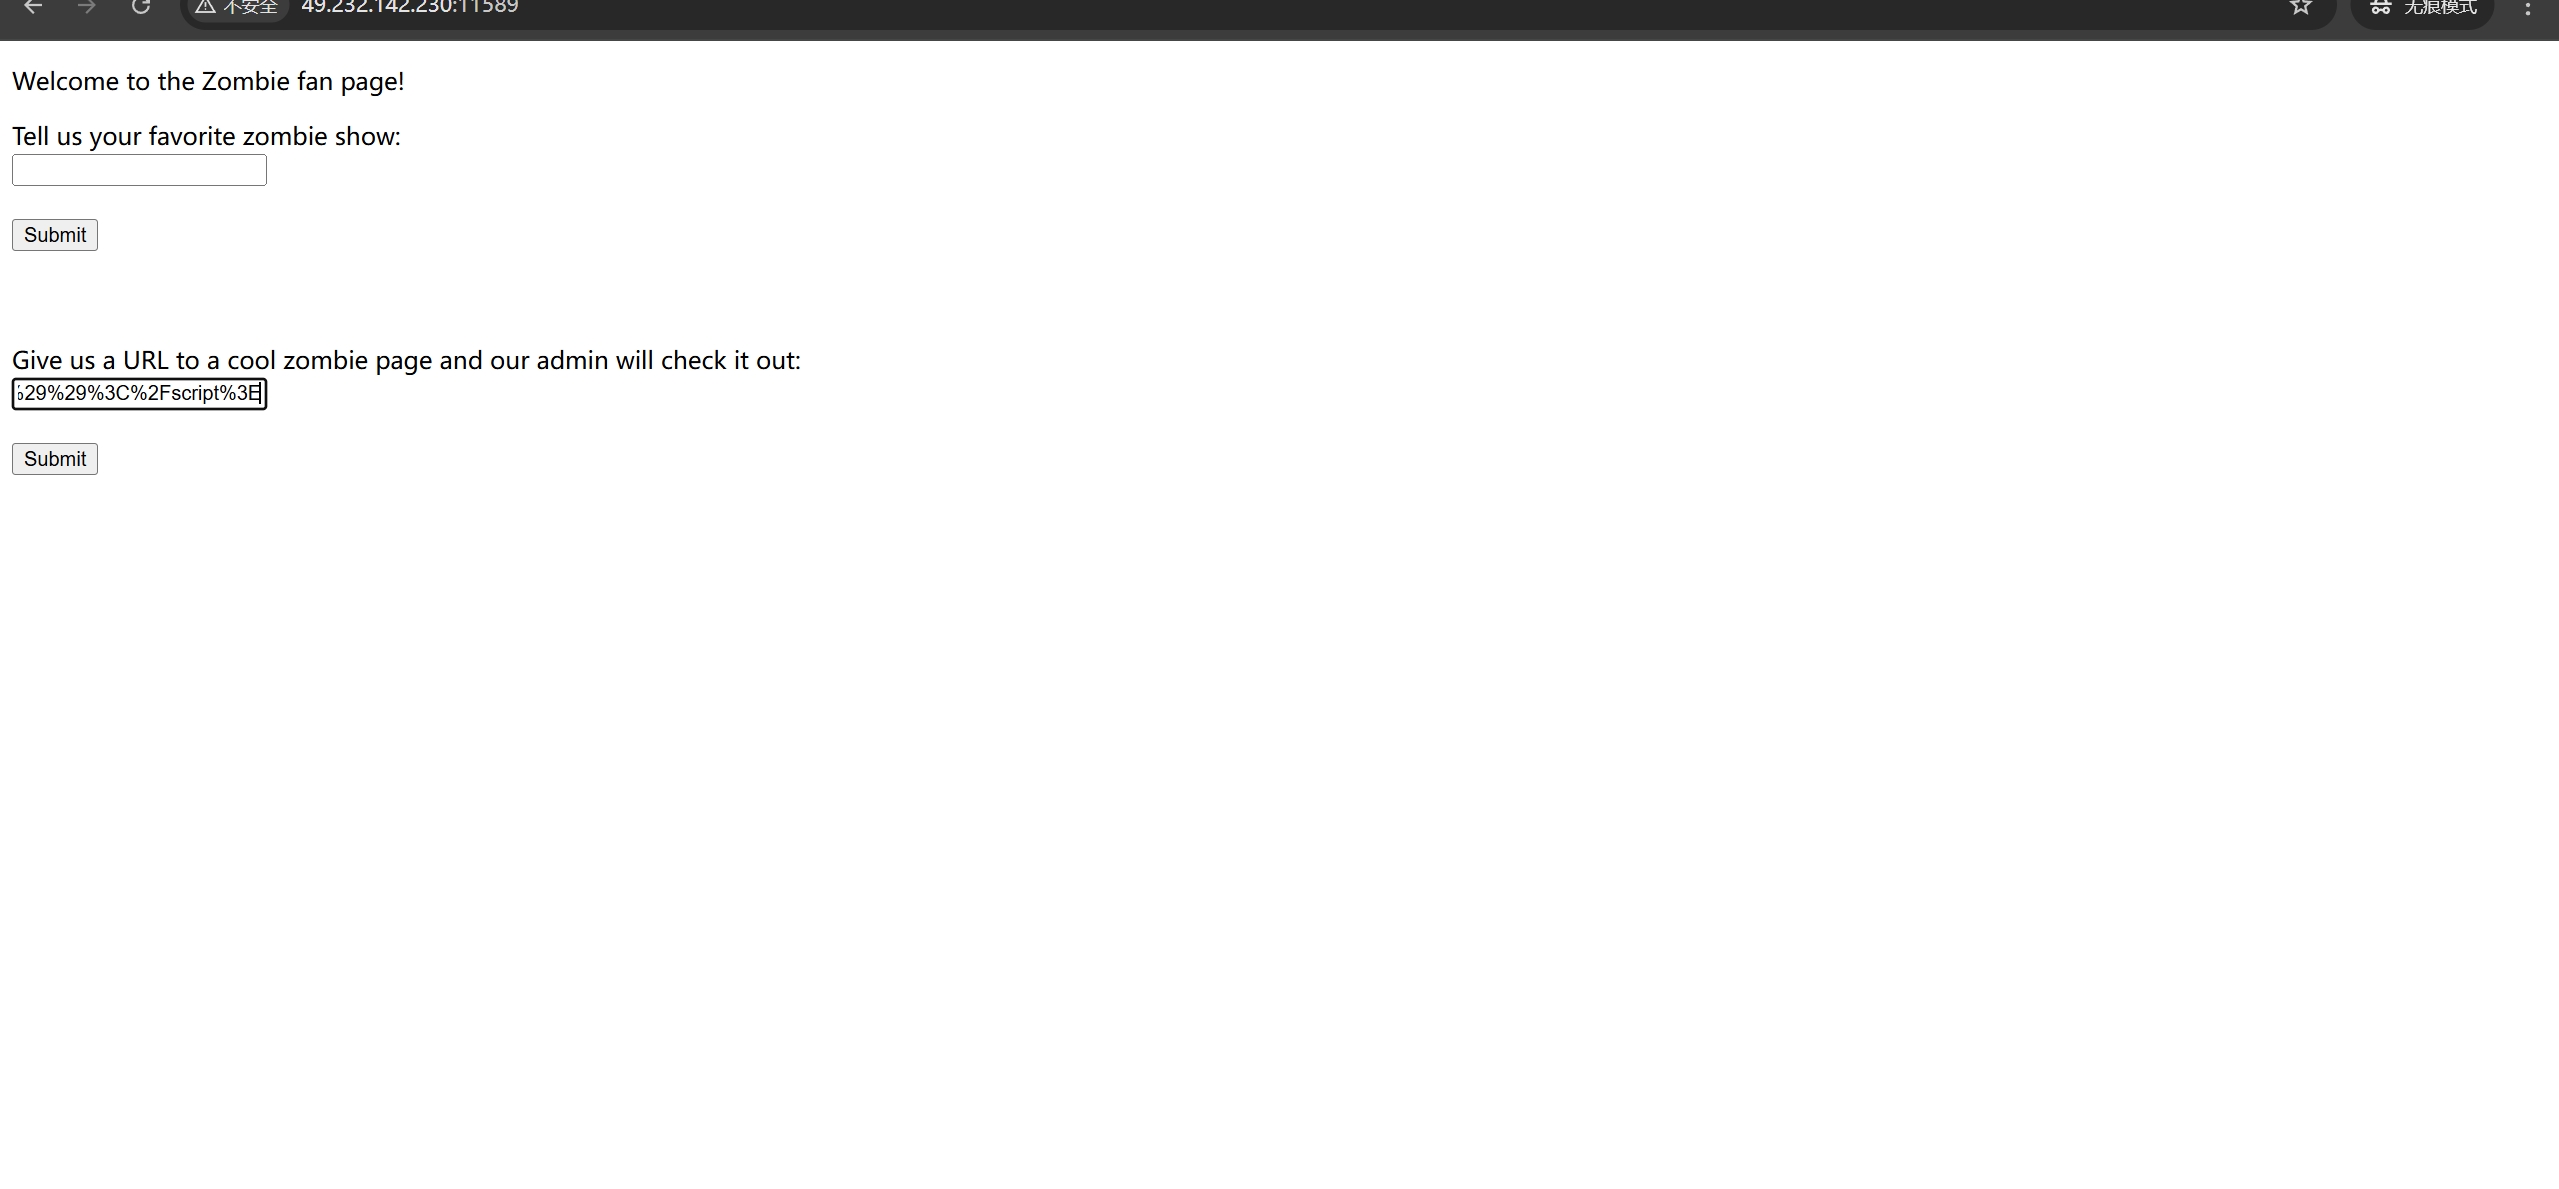 不安全 49.232.142.230:11589 无痕模式
Welcome to the Zombie fan page!
Tell us your favorite zombie show:
Submit
Give us a URL to a cool zombie page and our admin will check it out:
%29%29%3C%2Fscript%3E
Submit